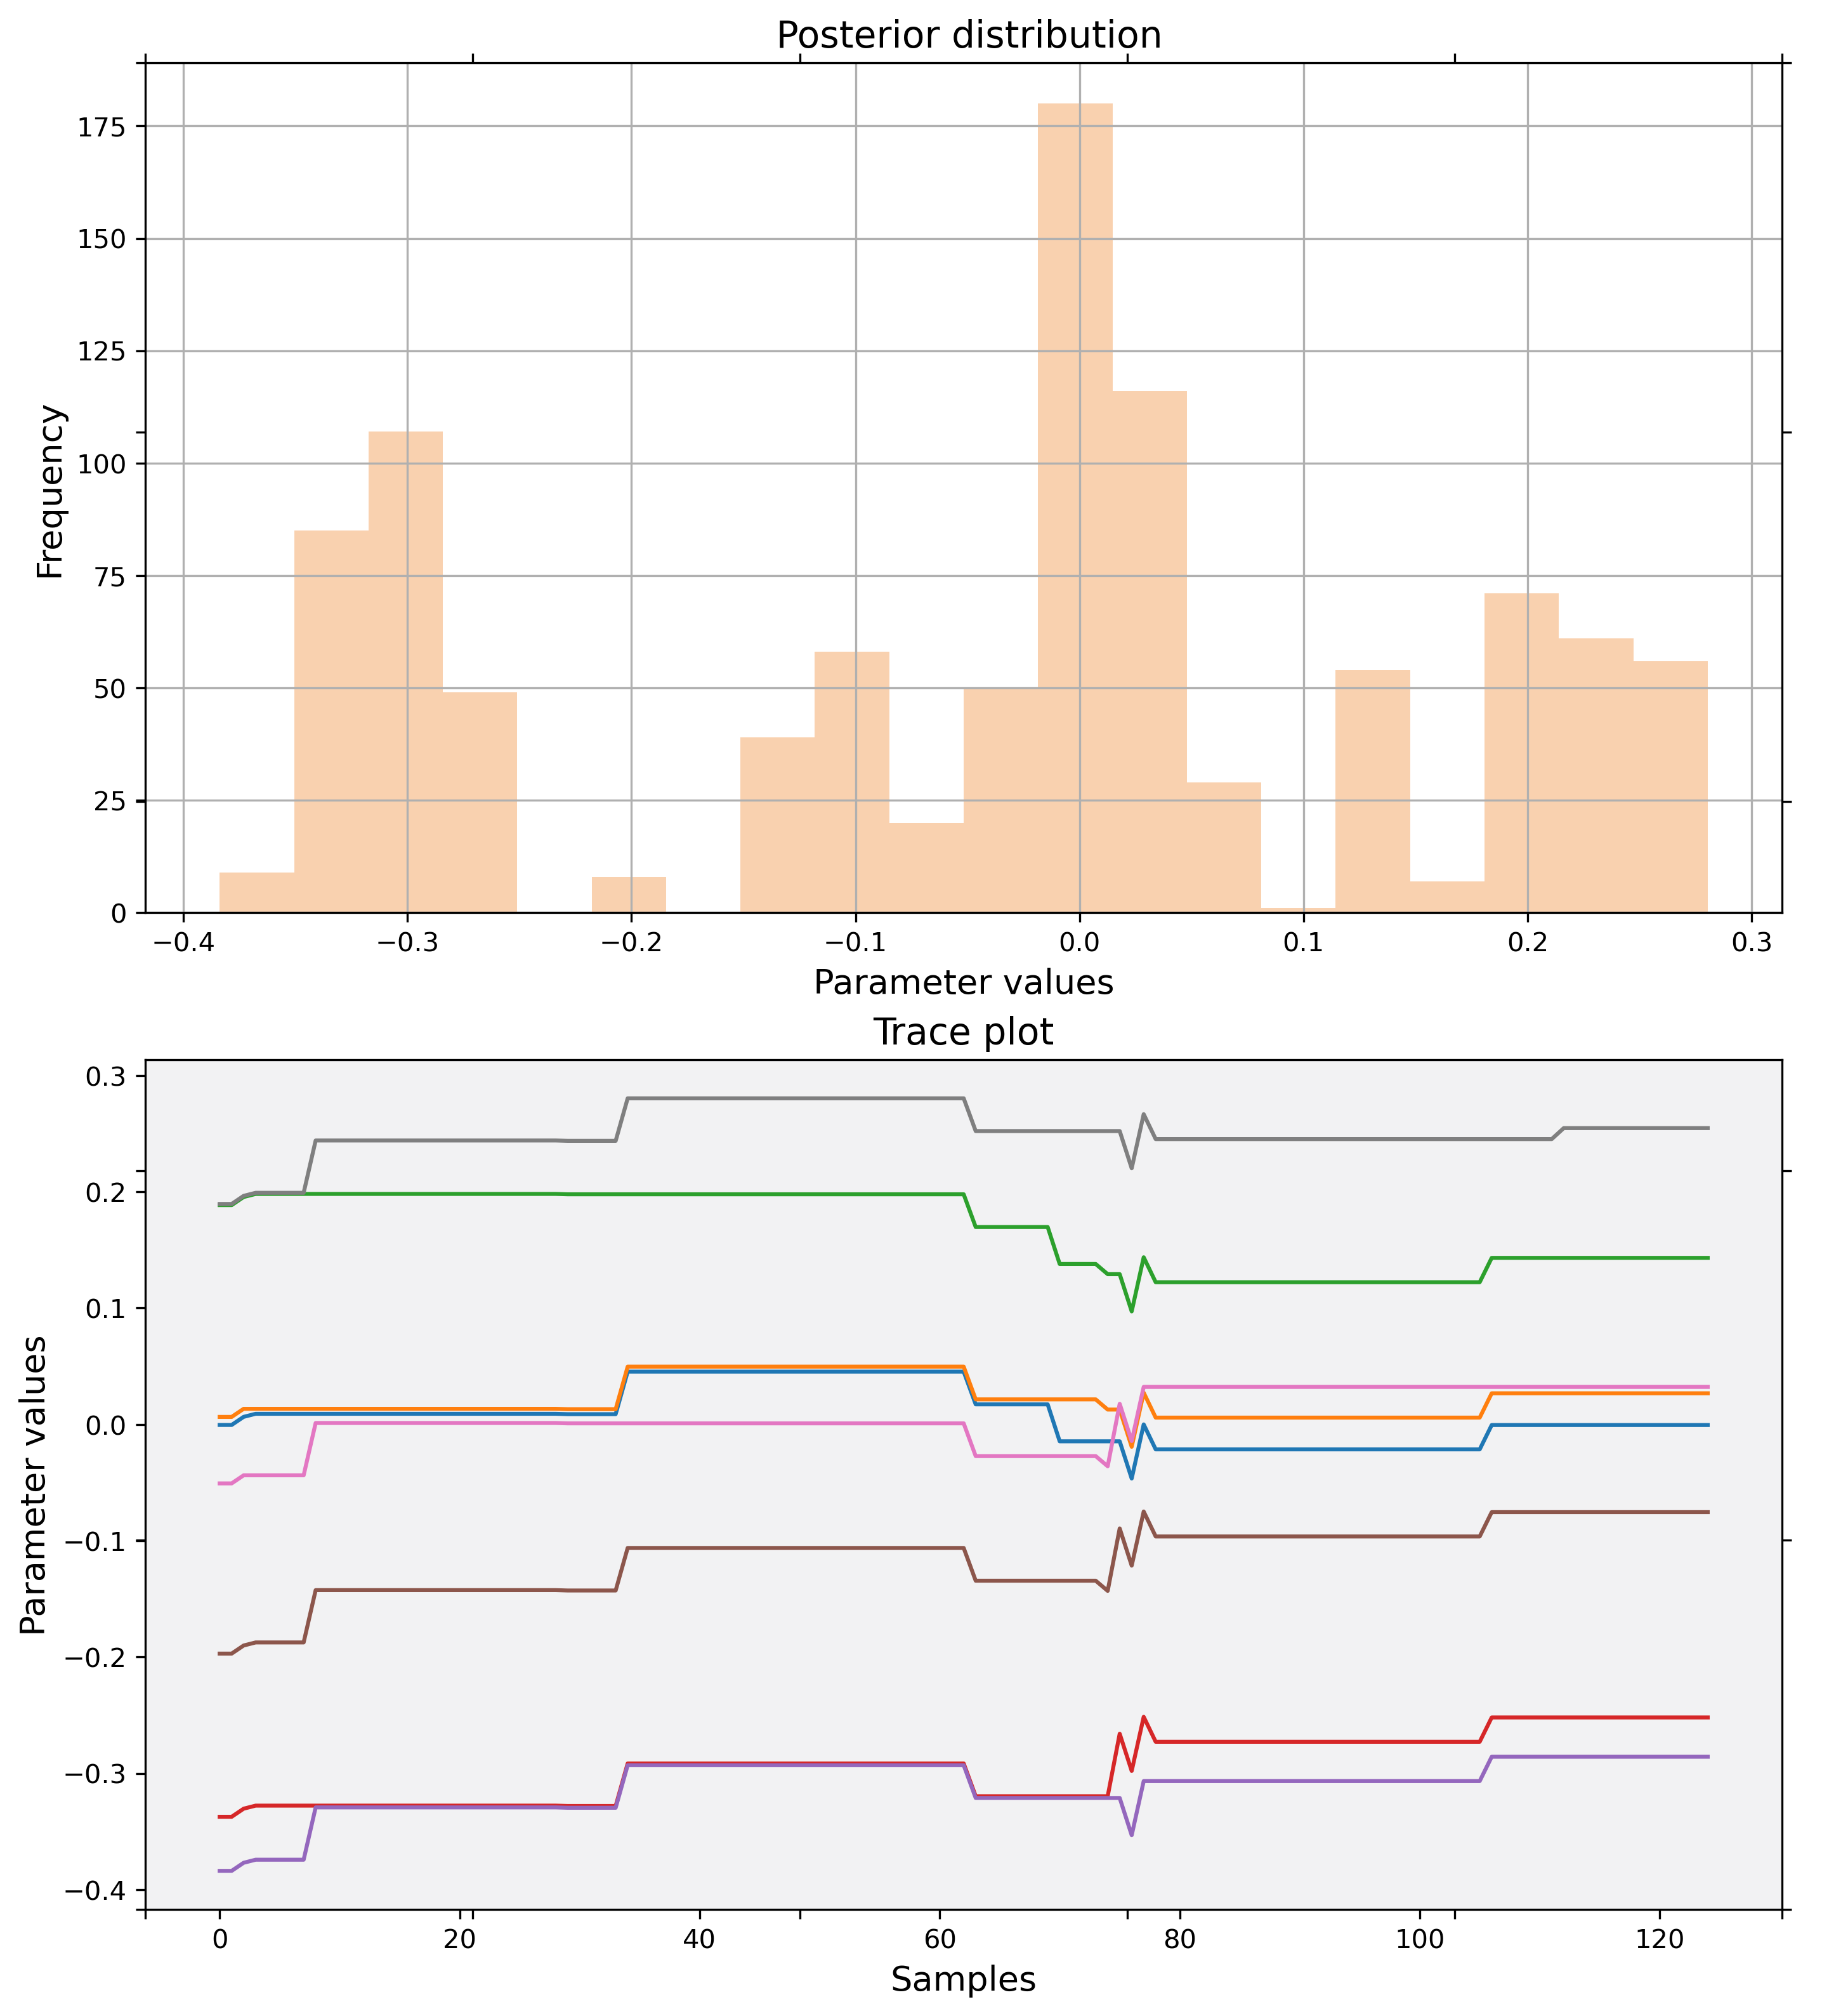 Posterior distribution
175
150
125
100
75
50
25
0
Frequency
−0.4 −0.3 −0.2 −0.1 0.0 0.1 0.2 0.3
Parameter values
Trace plot
0.3
0.2
0.1
0.0
−0.1
−0.2
−0.3
−0.4
Parameter values
0 20 40 60 80 100 120
Samples